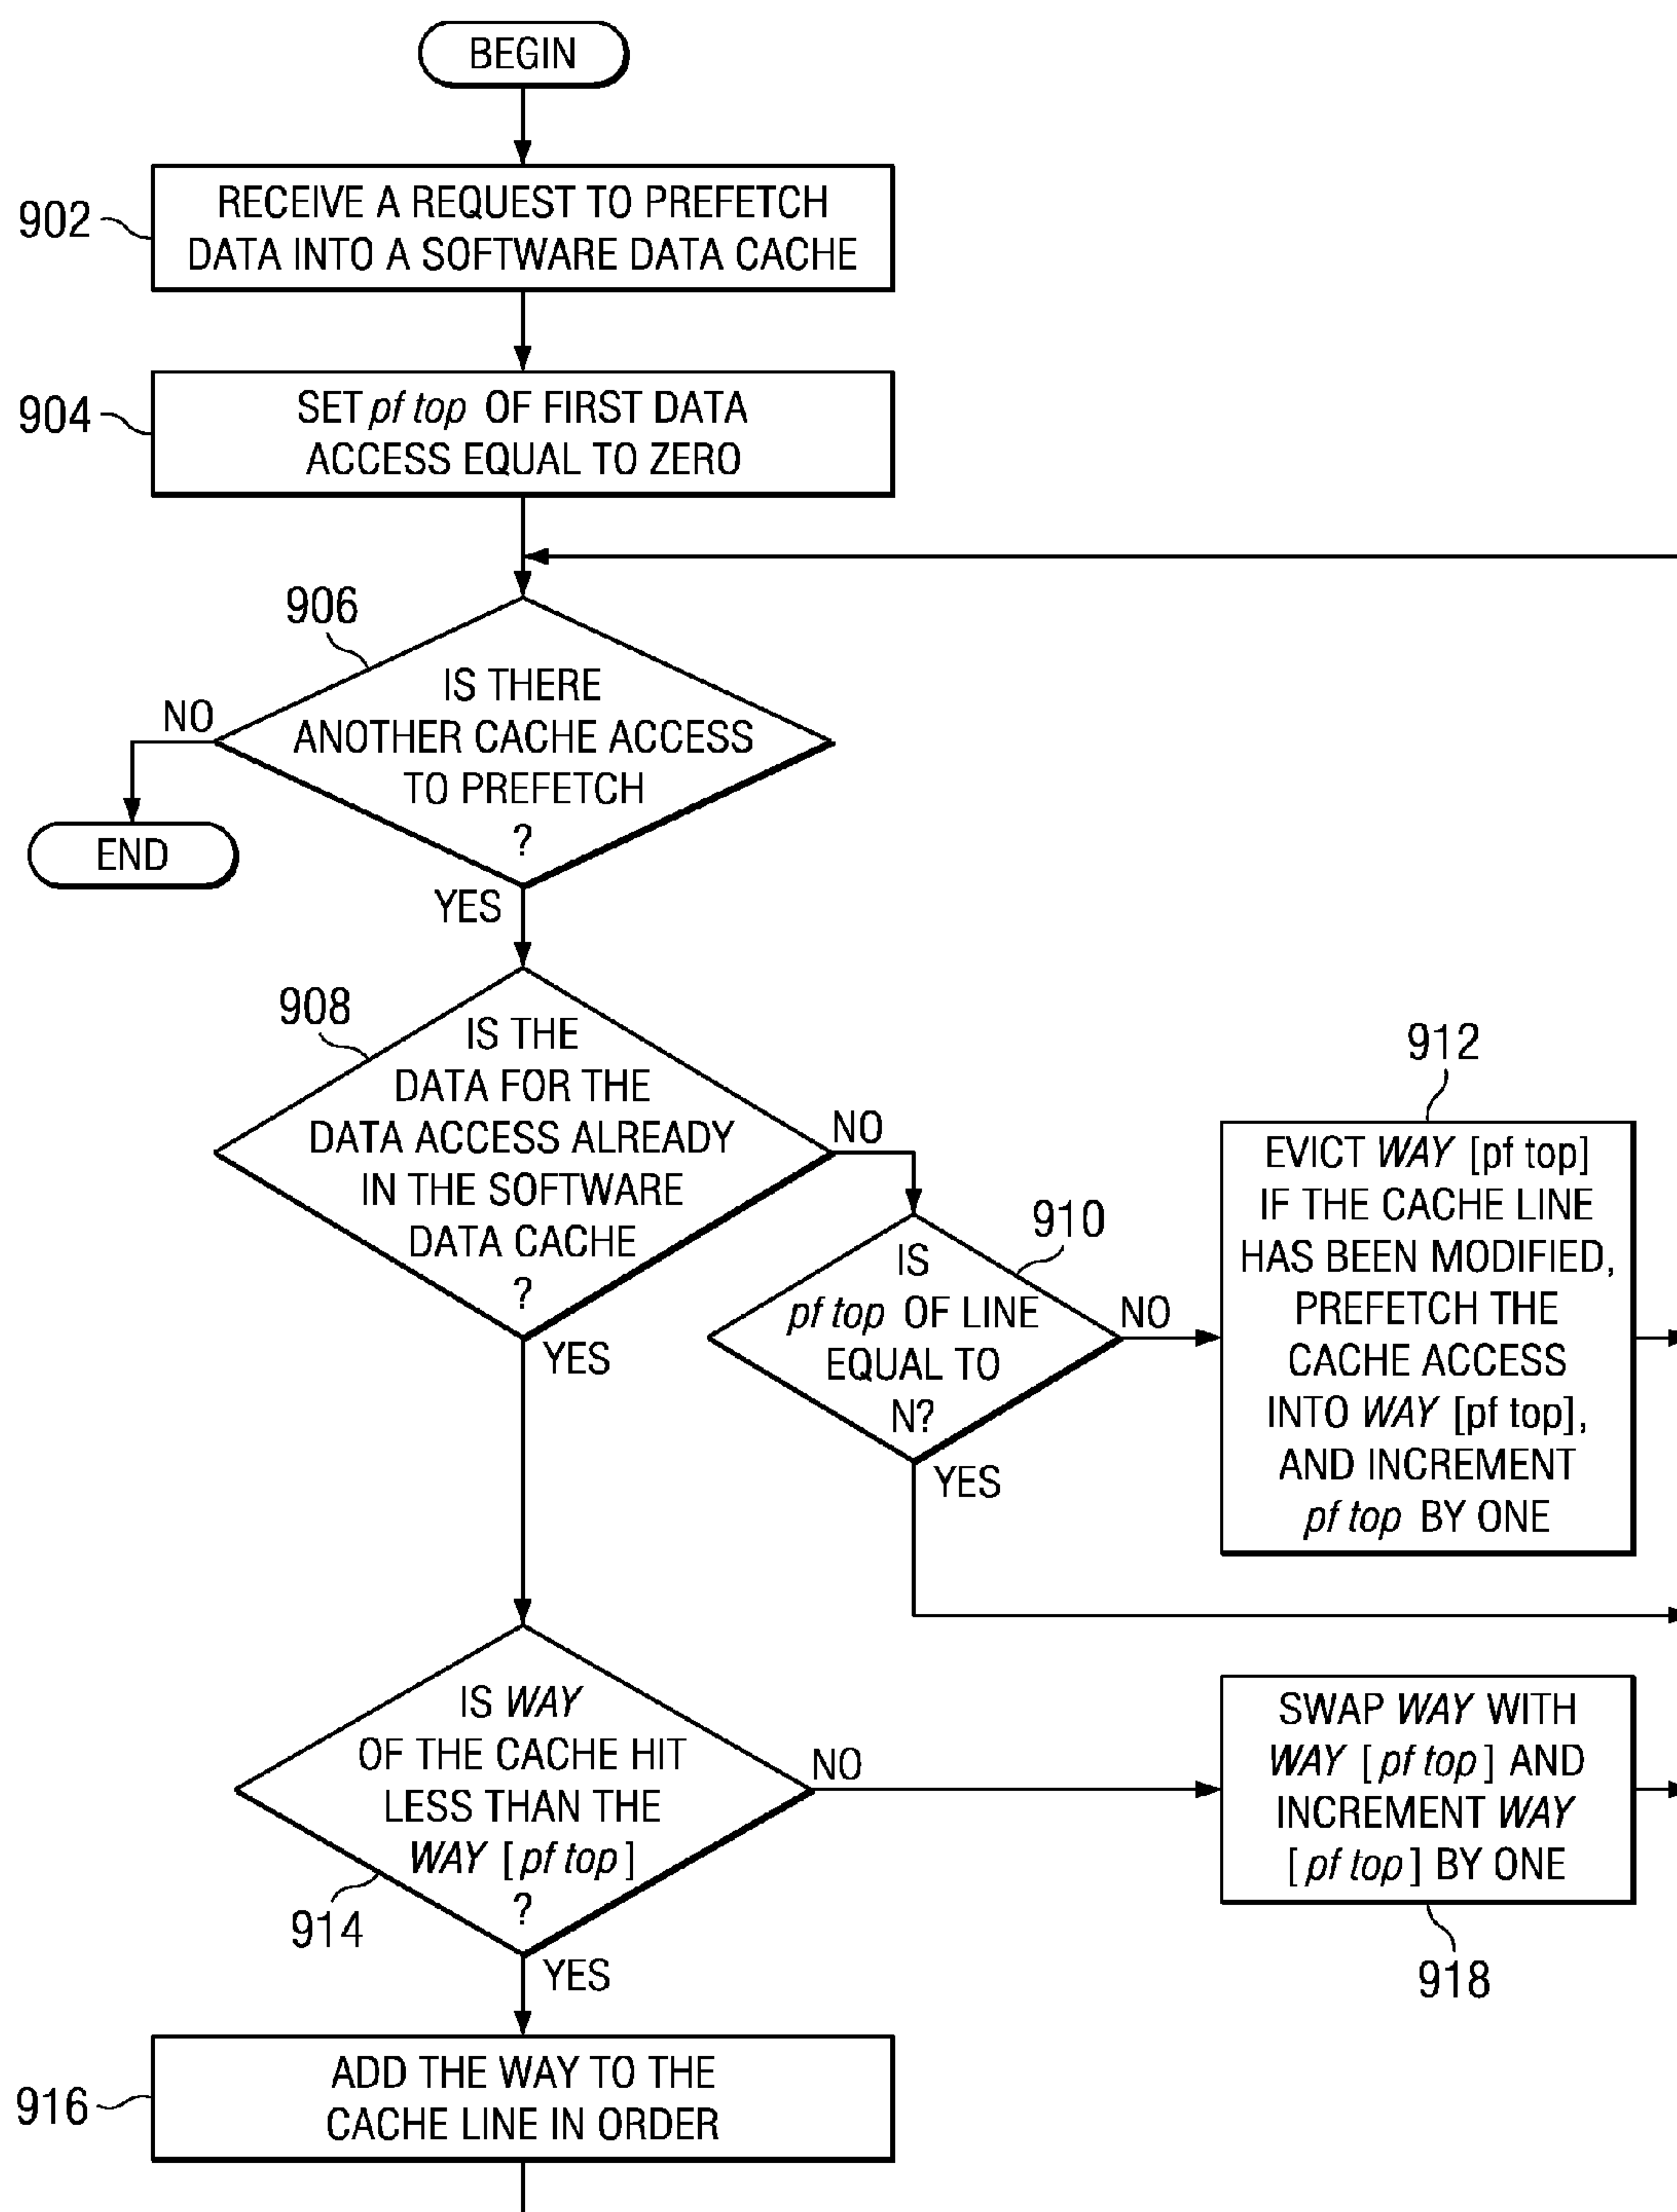 BEGIN
902
RECEIVE A REQUEST TO PREFETCH
DATA INTO A SOFTWARE DATA CACHE
904
SET pf top OF FIRST DATA
ACCESS EQUAL TO ZERO
906
IS THERE
ANOTHER CACHE ACCESS
TO PREFETCH
?
NO
END
YES
908
IS THE
DATA FOR THE
DATA ACCESS ALREADY
IN THE SOFTWARE
DATA CACHE
?
NO
YES
910
IS
pf top OF LINE
EQUAL TO
N?
NO
YES
912
EVICT WAY [pf top]
IF THE CACHE LINE
HAS BEEN MODIFIED,
PREFETCH THE
CACHE ACCESS
INTO WAY [pf top],
AND INCREMENT
pf top BY ONE
IS WAY
OF THE CACHE HIT
LESS THAN THE
WAY [pf top]
?
914
NO
YES
SWAP WAY WITH
WAY [pf top] AND
INCREMENT WAY
[pf top] BY ONE
918
916
ADD THE WAY TO THE
CACHE LINE IN ORDER